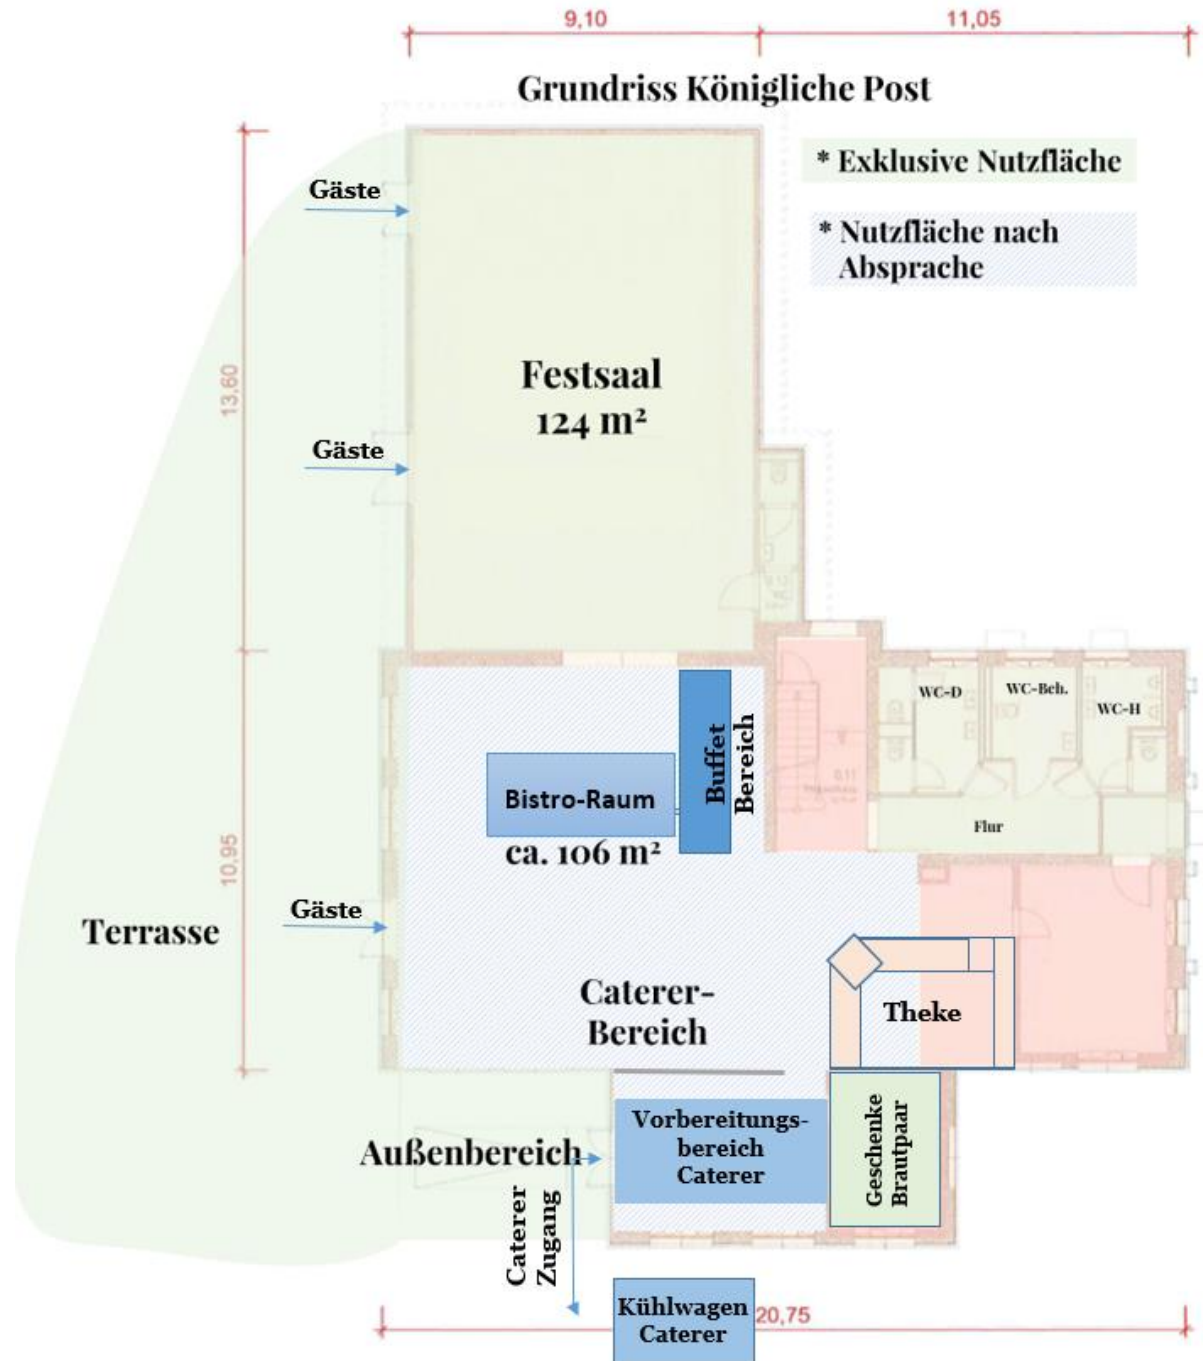 9,10
11,05
Grundriss Königliche Post
* Exklusive Nutzfläche
* Nutzfläche nach
Absprache
Gäste
13,60
Festsaal
124 m²
Gäste
WC-D
WC-Beh.
WC-H
Buffet
Bereich
Bistro-Raum
ca. 106 m²
Flur
10,95
Terrasse
Gäste
Caterer-
Bereich
Theke
Vorbereitungs-
bereich
Caterer
Geschenke
Brautpaar
Außenbereich
Caterer
Zugang
Kühlwagen
Caterer
20,75